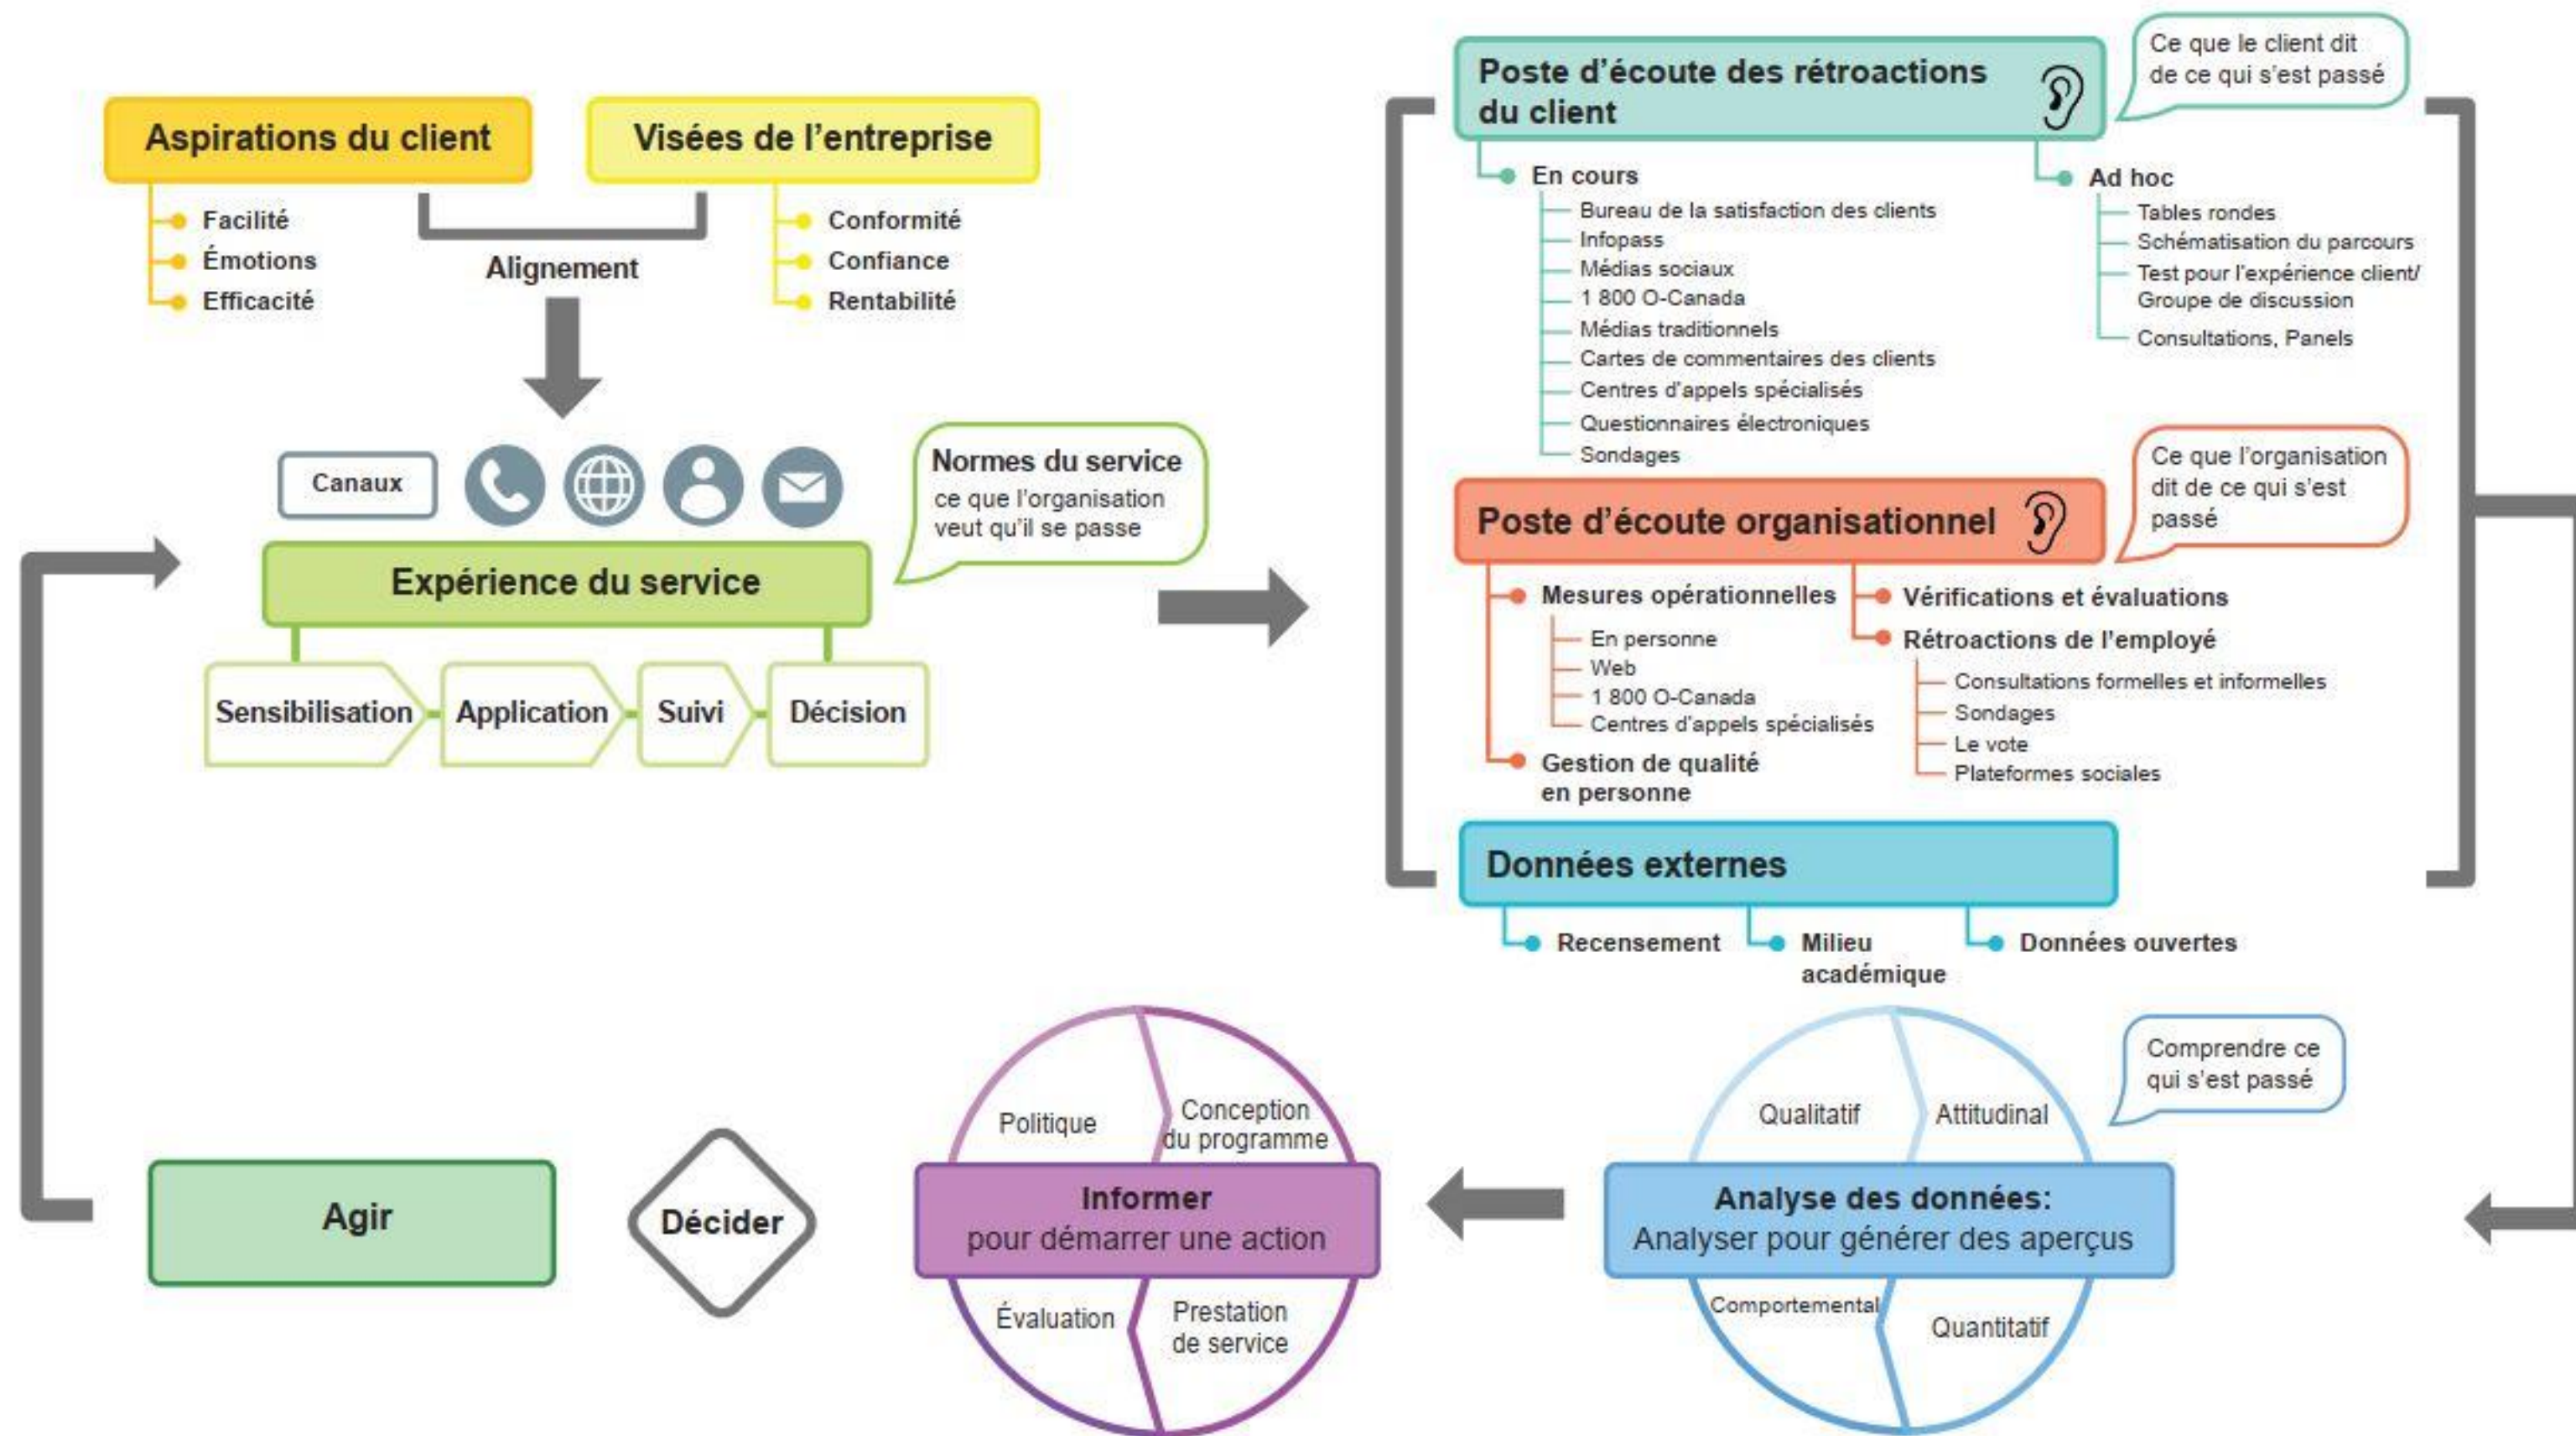 Aspirations du client
Facilité
Émotions
Efficacité
Visées de l'entreprise
Conformité
Confiance
Rentabilité
Alignement
Canaux
Normes du service
ce que l'organisation
veut qu'il se passe
Expérience du service
Sensibilisation
Application
Suivi
Décision
Poste d'écoute des rétroactions
du client
Ce que le client dit
de ce qui s'est passé
En cours
Bureau de la satisfaction des clients
Infopass
Médias sociaux
1 800 O-Canada
Médias traditionnels
Cartes de commentaires des clients
Centres d'appels spécialisés
Questionnaires électroniques
Sondages
Ad hoc
Tables rondes
Schématisation du parcours
Test pour l'expérience client/
Groupe de discussion
Consultations, Panels
Poste d'écoute organisationnel
Ce que l'organisation
dit de ce qui s'est
passé
Mesures opérationnelles
En personne
Web
1 800 O-Canada
Centres d'appels spécialisés
Gestion de qualité
en personne
Vérifications et évaluations
Rétroactions de l'employé
Consultations formelles et informelles
Sondages
Le vote
Plateformes sociales
Données externes
Recensement
Milieu
académique
Données ouvertes
Comprendre ce
qui s'est passé
Qualitatif
Attitudinal
Analyse des données:
Analyser pour générer des aperçus
Comportemental
Quantitatif
Politique
Conception
du programme
Informer
pour démarrer une action
Évaluation
Prestation
de service
Décider
Agir